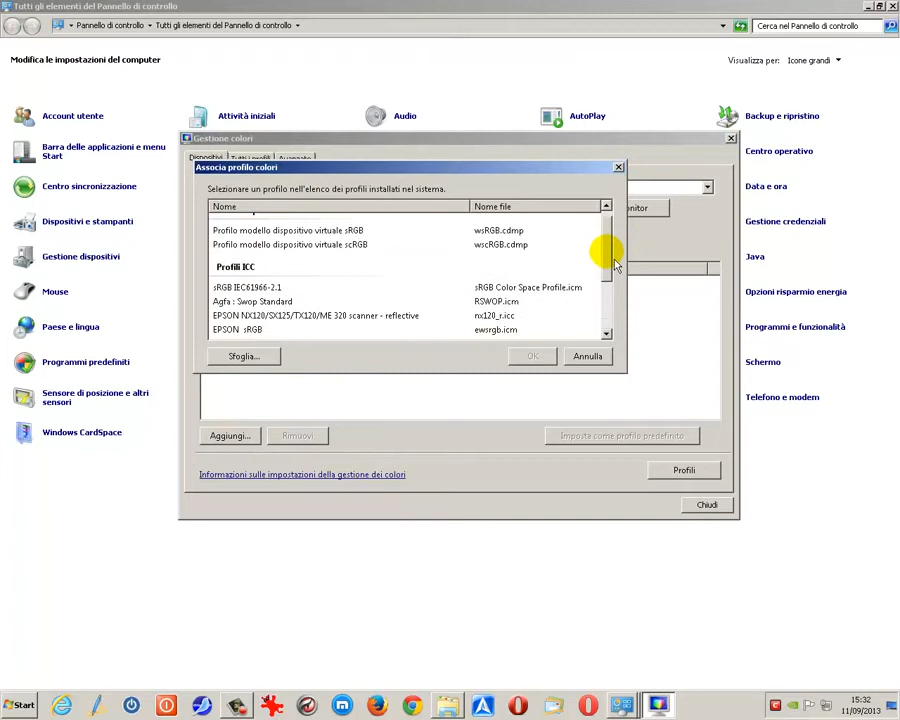 Tutti gli elementi del Pannello di controllo
Pannello di controllo Tutti gli elementi del Pannello di controllo
Cerca nel Pannello di controllo
Modifica le impostazioni del computer
Visualizza per: Icone grandi
Account utente
Attività iniziali
Audio
AutoPlay
Backup e ripristino
Barra delle applicazioni e menu
Start
Centro operativo
Centro sincronizzazione
Data e ora
Dispositivi e stampanti
Gestione credenziali
Gestione dispositivi
Java
Mouse
Opzioni risparmio energia
Paese e lingua
Programmi e funzionalità
Programmi predefiniti
Schermo
Sensore di posizione e altri
sensori
Telefono e modem
Windows CardSpace
Gestione colori
Dispositivi Tutti i profili Avanzate
Associa profilo colori
Selezionare un profilo nell'elenco dei profili installati nel sistema.
Nome Nome file
Profilo modello dispositivo virtuale sRGB wsRGB.cdmp
Profilo modello dispositivo virtuale scRGB wscRGB.cdmp
Profili ICC
sRGB IEC61966-2.1 sRGB Color Space Profile.icm
Agfa : Swop Standard RSWOP.icm
EPSON NX120/SX125/TX120/ME 320 scanner - reflective nx120_r.icc
EPSON sRGB ewsrgb.icm
Sfoglia... OK Annulla
Aggiungi... Rimuovi Imposta come profilo predefinito
Informazioni sulle impostazioni della gestione dei colori
Profili
Chiudi
Start
15:32
11/09/2013